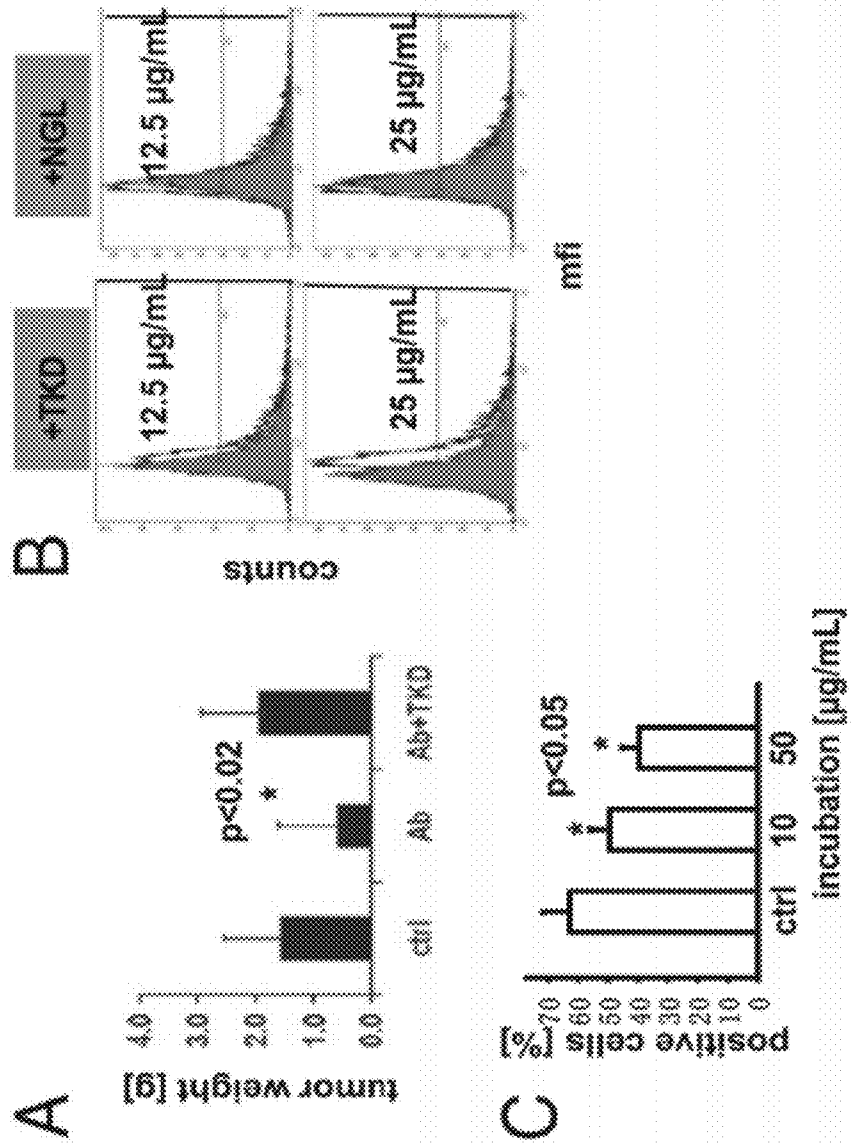 A
tumor weight [g]
4.0
3.0
2.0
1.0
0.0
p<0.02
*
ctrl
Ab
Ab+TKD
B
+TKD
+NGL
counts
12.5 µg/mL
12.5 µg/mL
25 µg/mL
25 µg/mL
mfi
C
positive cells [%]
70
60
50
40
30
20
10
0
p<0.05
*
*
ctrl
10
50
incubation [µg/mL]